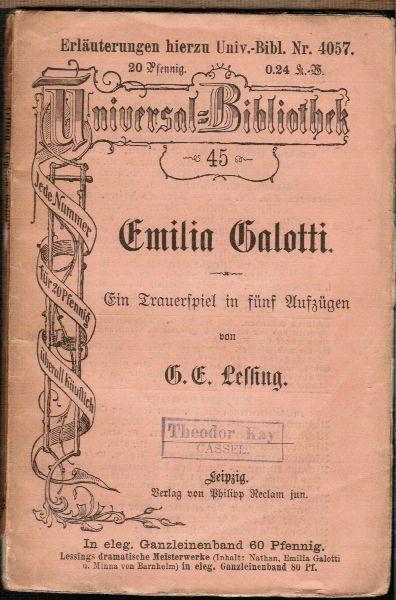 Erläuterungen hierzu Univ.-Bibl. Nr. 4057.
20 Pfennig. 0.24 K.-W.
Universal-Bibliothek
45
Jede Nummer
für 20 Pfennig
überall käuflich
Emilia Galotti.
Ein Trauerspiel in fünf Aufzügen
von
G. E. Lessing.
Theodor Kay
CASSEL.
Leipzig.
Verlag von Philipp Reclam jun.
In eleg. Ganzleinenband 60 Pfennig.
Lessings dramatische Meisterwerke (Inhalt: Nathan, Emilia Galotti
u. Minna von Barnhelm) in eleg. Ganzleinenband 80 Pf.